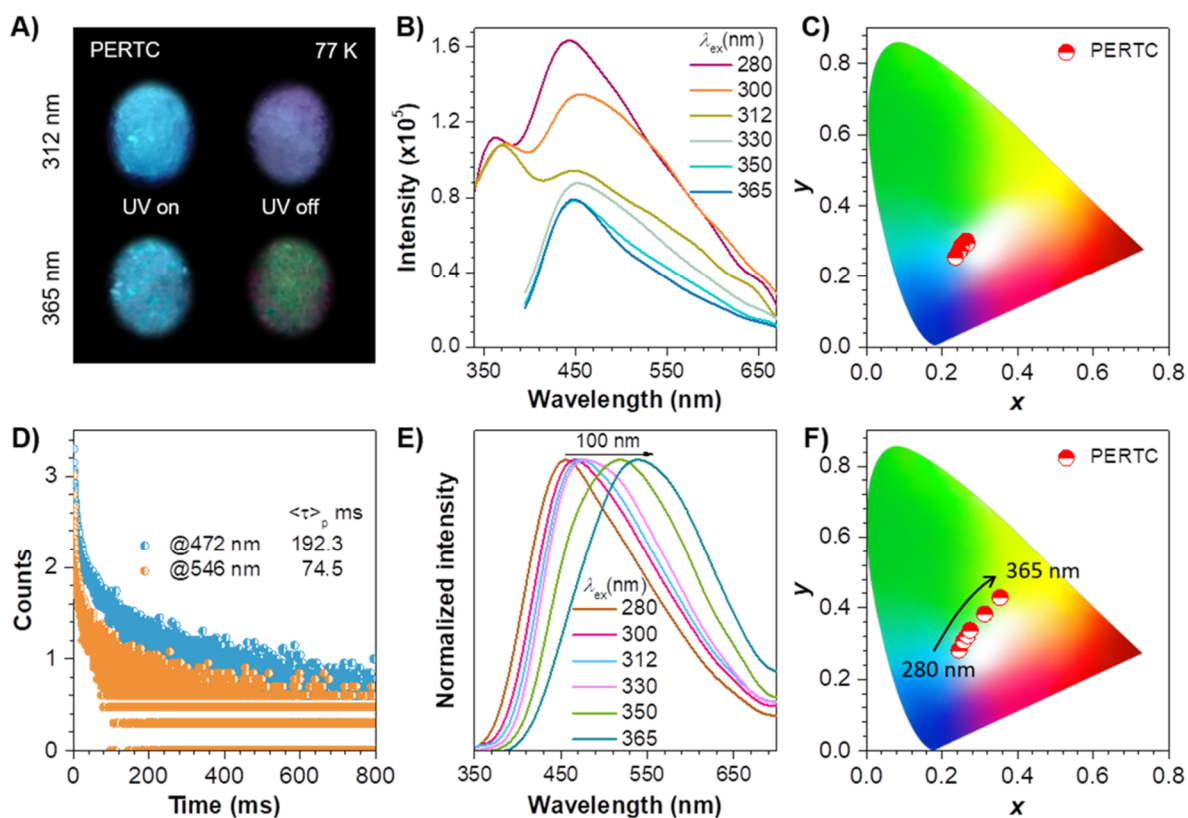 A)
PERTC 77 K
312 nm
UV on UV off
365 nm
B)
Intensity (x10⁵)
1.6
1.2
0.8
0.4
0.0
350 450 550 650
Wavelength (nm)
λex(nm)
280
300
312
330
350
365
C)
PERTC
y
0.8
0.6
0.4
0.2
0.0
0.0 0.2 0.4 0.6 0.8
x
D)
Counts
3
2
1
0
<τ>p ms
@472 nm 192.3
@546 nm 74.5
0 200 400 600 800
Time (ms)
E)
100 nm
Normalized intensity
λex(nm)
280
300
312
330
350
365
350 450 550 650
Wavelength (nm)
F)
PERTC
y
0.8
0.6
0.4
0.2
0.0
365 nm
280 nm
0.0 0.2 0.4 0.6 0.8
x